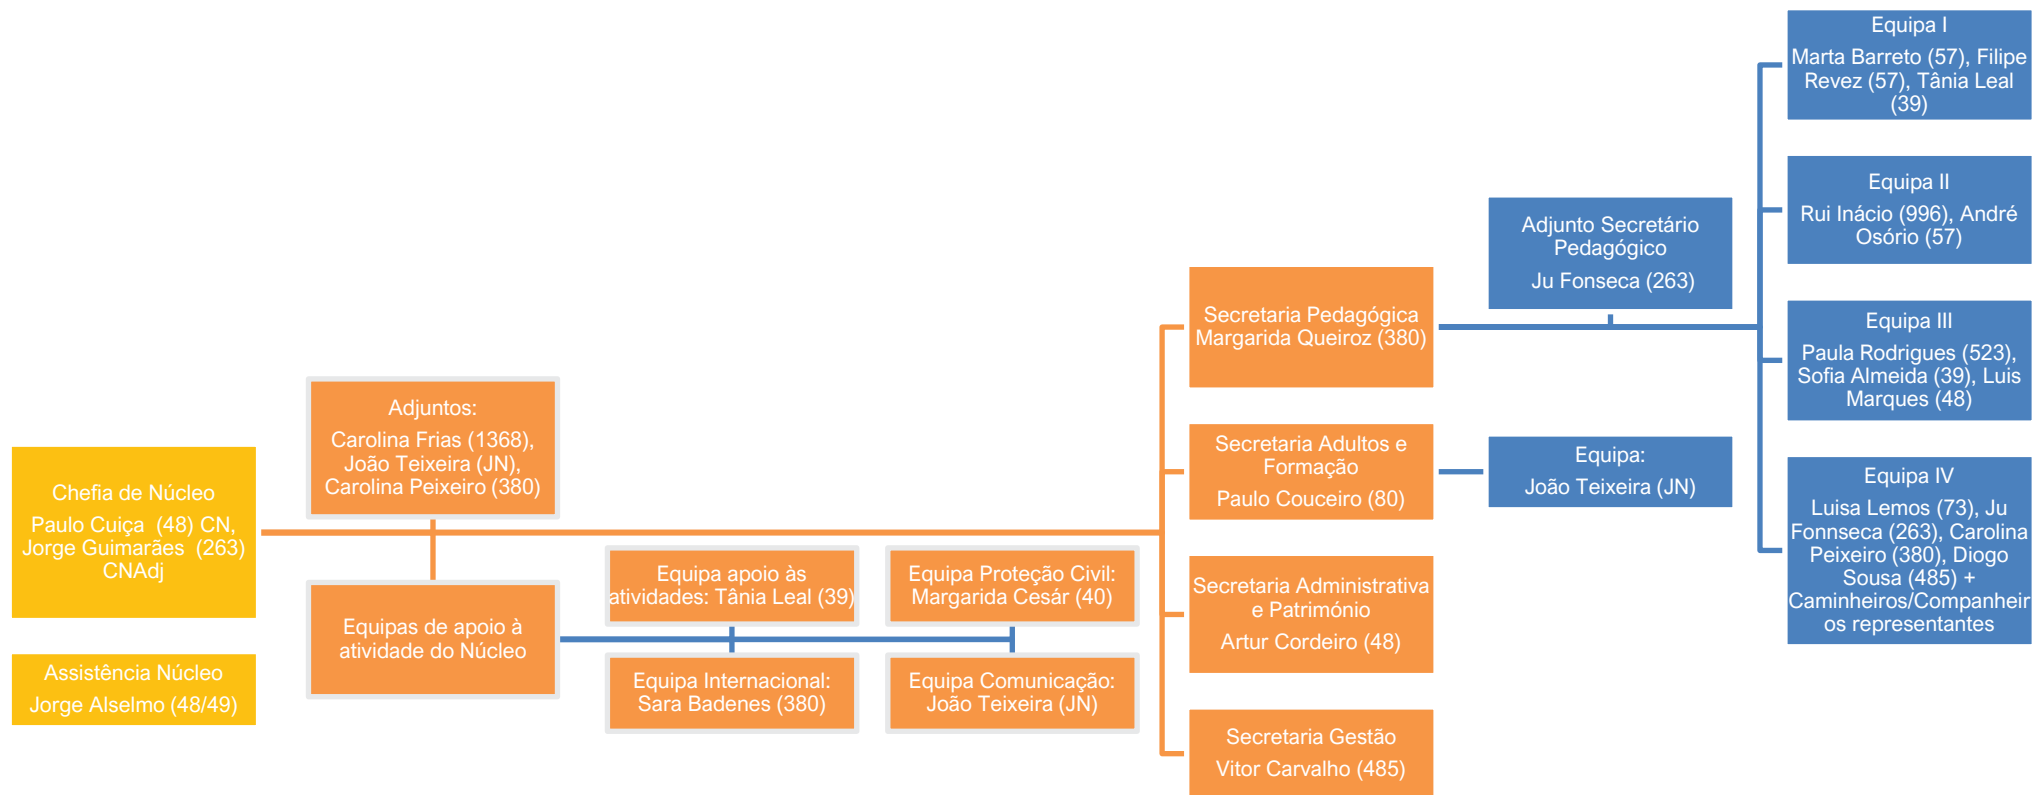 Chefia de Núcleo
Paulo Cuiça  (48) CN,
Jorge Guimarães  (263)
CNAdj
Assistência Núcleo
Jorge Alselmo (48/49)
Adjuntos:
Carolina Frias (1368),
João Teixeira (JN),
Carolina Peixeiro (380)
Equipas de apoio à
atividade do Núcleo
Equipa apoio às
atividades: Tânia Leal (39)
Equipa Internacional:
Sara Badenes (380)
Equipa Proteção Civil:
Margarida Cesár (40)
Equipa Comunicação:
João Teixeira (JN)
Secretaria Pedagógica
Margarida Queiroz (380)
Secretaria Adultos e
Formação
Paulo Couceiro (80)
Secretaria Administrativa
e Património
Artur Cordeiro (48)
Secretaria Gestão
Vitor Carvalho (485)
Adjunto Secretário
Pedagógico
Ju Fonseca (263)
Equipa:
João Teixeira (JN)
Equipa I
Marta Barreto (57), Filipe
Revez (57), Tânia Leal
(39)
Equipa II
Rui Inácio (996), André
Osório (57)
Equipa III
Paula Rodrigues (523),
Sofia Almeida (39), Luis
Marques (48)
Equipa IV
Luisa Lemos (73), Ju
Fonnseca (263), Carolina
Peixeiro (380), Diogo
Sousa (485) +
Caminheiros/Companheir
os representantes